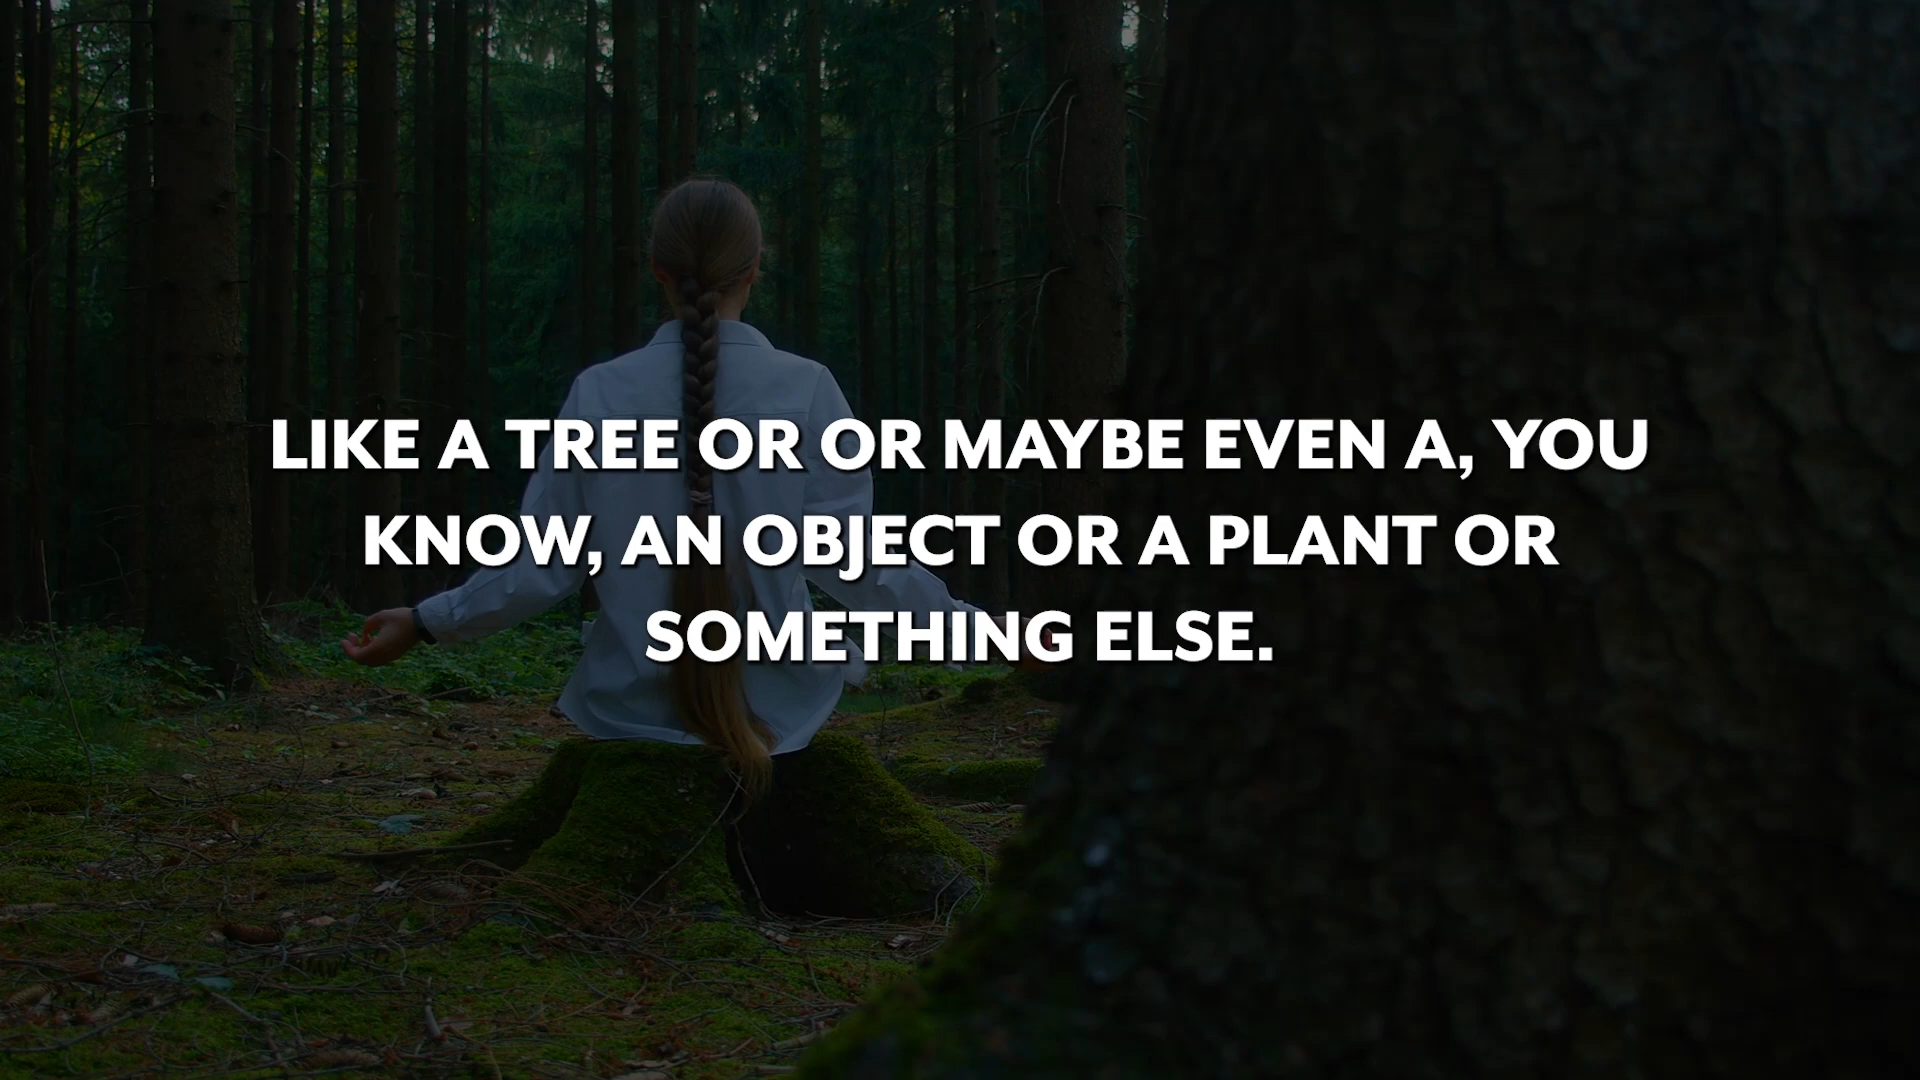 LIKE A TREE OR OR MAYBE EVEN A, YOU
KNOW, AN OBJECT OR A PLANT OR
SOMETHING ELSE.